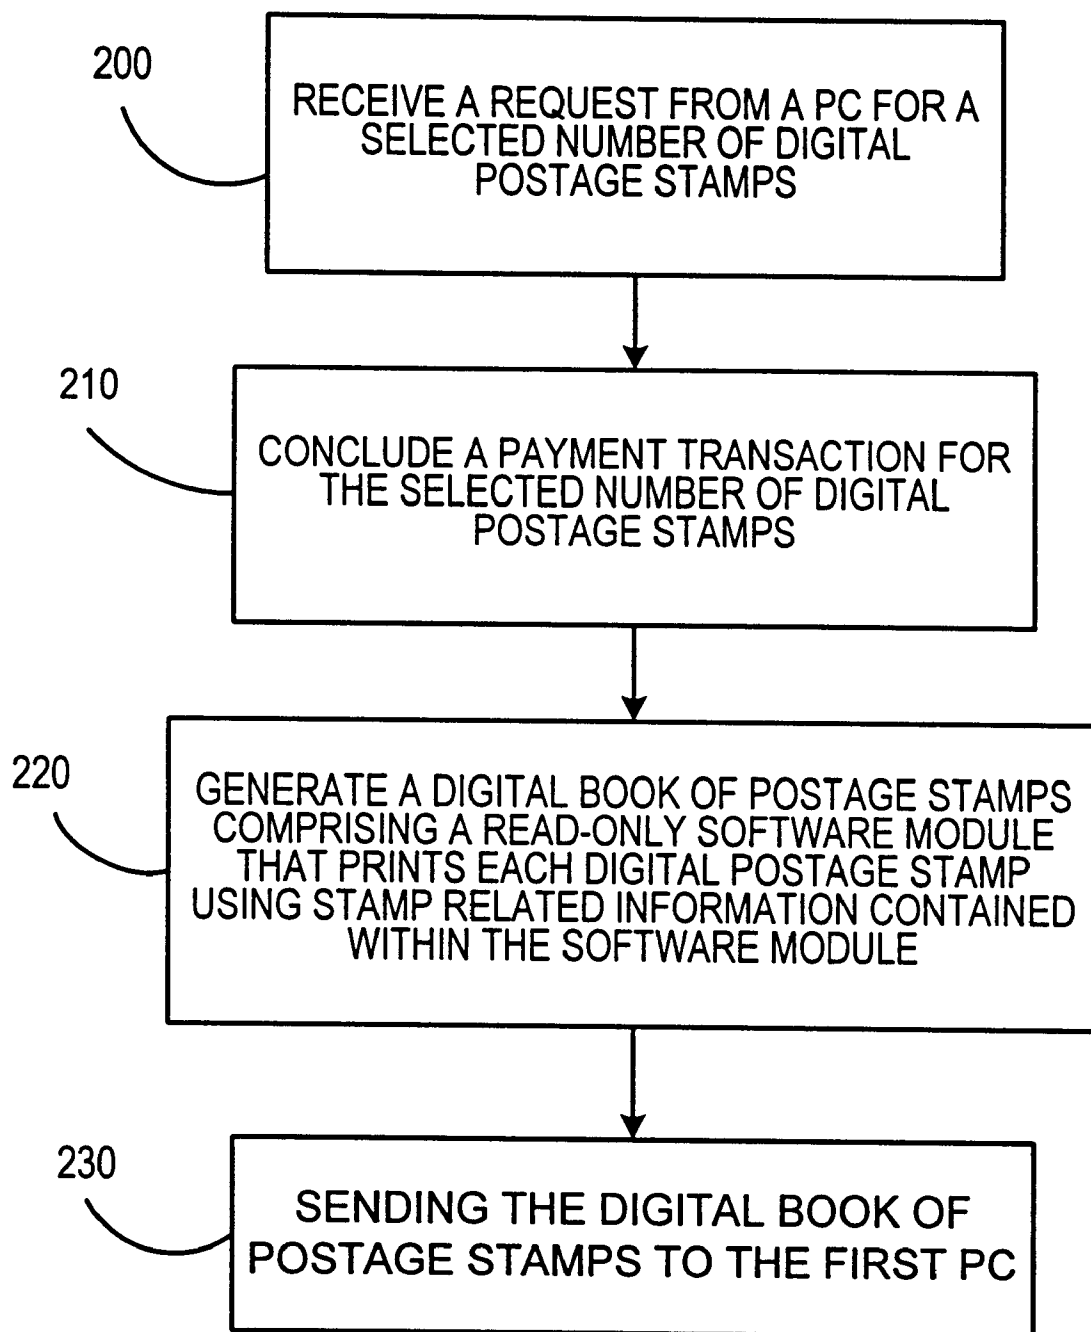 200
RECEIVE A REQUEST FROM A PC FOR A
SELECTED NUMBER OF DIGITAL
POSTAGE STAMPS
210
CONCLUDE A PAYMENT TRANSACTION FOR
THE SELECTED NUMBER OF DIGITAL
POSTAGE STAMPS
220
GENERATE A DIGITAL BOOK OF POSTAGE STAMPS
COMPRISING A READ-ONLY SOFTWARE MODULE
THAT PRINTS EACH DIGITAL POSTAGE STAMP
USING STAMP RELATED INFORMATION CONTAINED
WITHIN THE SOFTWARE MODULE
230
SENDING THE DIGITAL BOOK OF
POSTAGE STAMPS TO THE FIRST PC